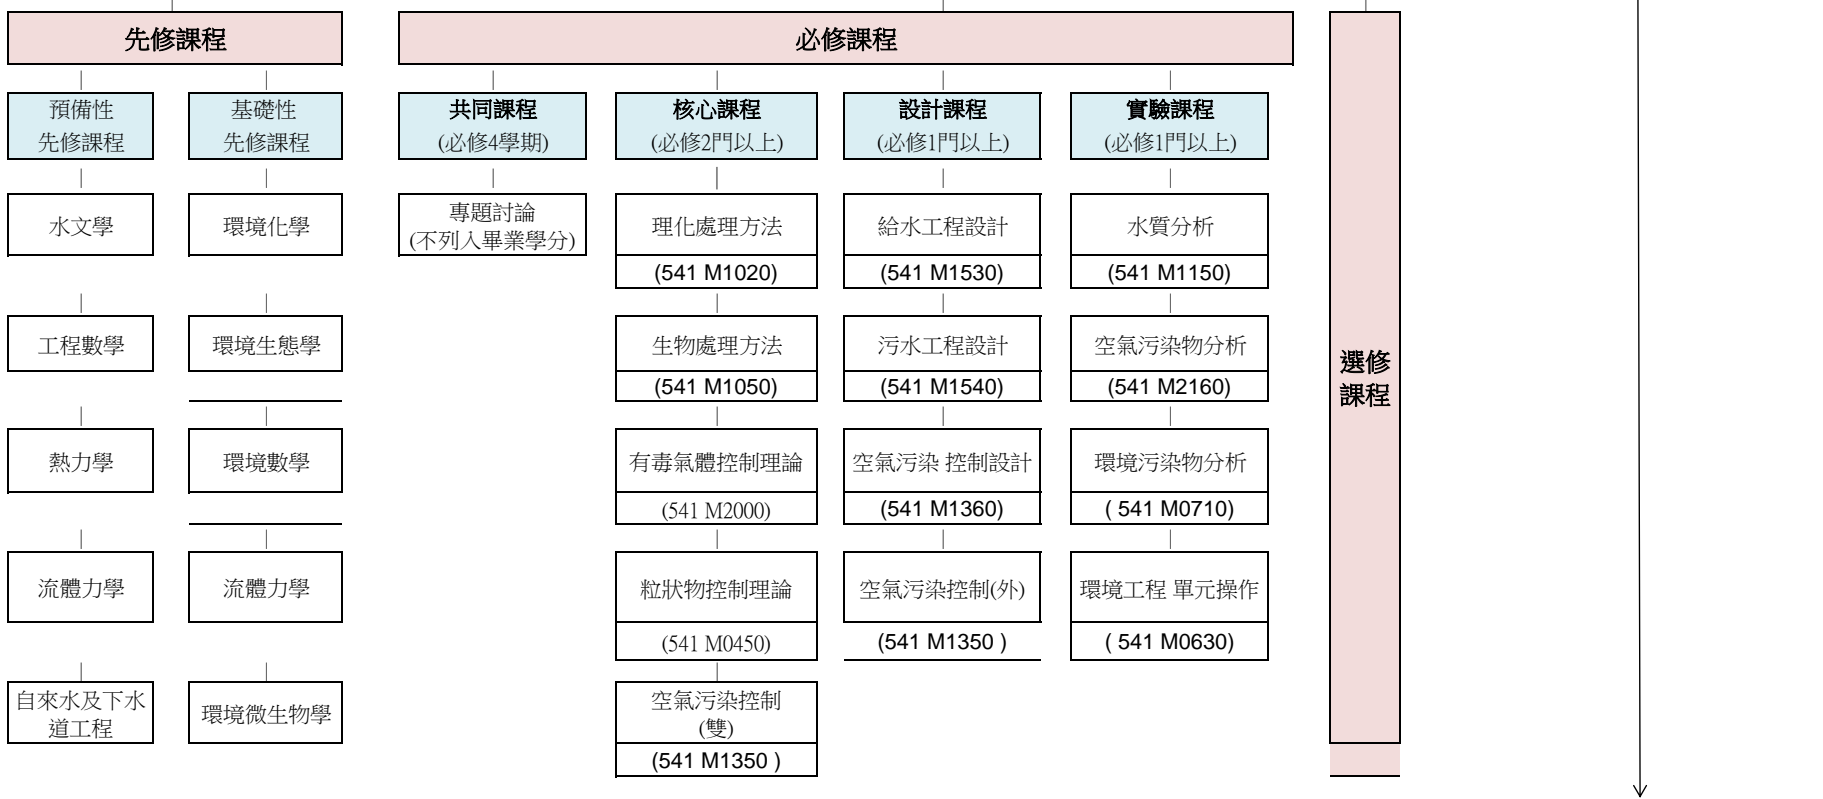 先修課程
必修課程
選修
課程
預備性
先修課程
基礎性
先修課程
共同課程
(必修4學期)
核心課程
(必修2門以上)
設計課程
(必修1門以上)
實驗課程
(必修1門以上)
水文學
環境化學
專題討論
(不列入畢業學分)
理化處理方法
(541 M1020)
給水工程設計
(541 M1530)
水質分析
(541 M1150)
工程數學
環境生態學
生物處理方法
(541 M1050)
污水工程設計
(541 M1540)
空氣污染物分析
(541 M2160)
熱力學
環境數學
有毒氣體控制理論
(541 M2000)
空氣污染 控制設計
(541 M1360)
環境污染物分析
( 541 M0710)
流體力學
流體力學
粒狀物控制理論
(541 M0450)
空氣污染控制(外)
(541 M1350 )
環境工程 單元操作
( 541 M0630)
自來水及下水
道工程
環境微生物學
空氣污染控制
(雙)
(541 M1350 )